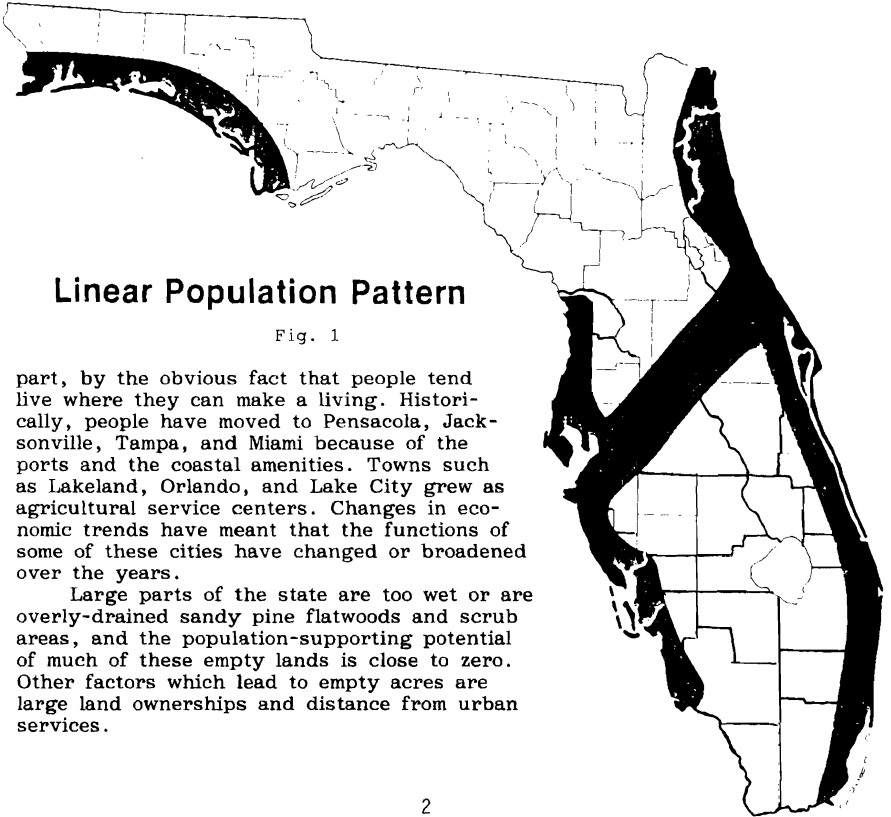 Linear Population Pattern
Fig. 1
part, by the obvious fact that people tend
live where they can make a living. Histori-
cally, people have moved to Pensacola, Jack-
sonville, Tampa, and Miami because of the
ports and the coastal amenities. Towns such
as Lakeland, Orlando, and Lake City grew as
agricultural service centers. Changes in eco-
nomic trends have meant that the functions of
some of these cities have changed or broadened
over the years.
Large parts of the state are too wet or are
overly-drained sandy pine flatwoods and scrub
areas, and the population-supporting potential
of much of these empty lands is close to zero.
Other factors which lead to empty acres are
large land ownerships and distance from urban
services.
2